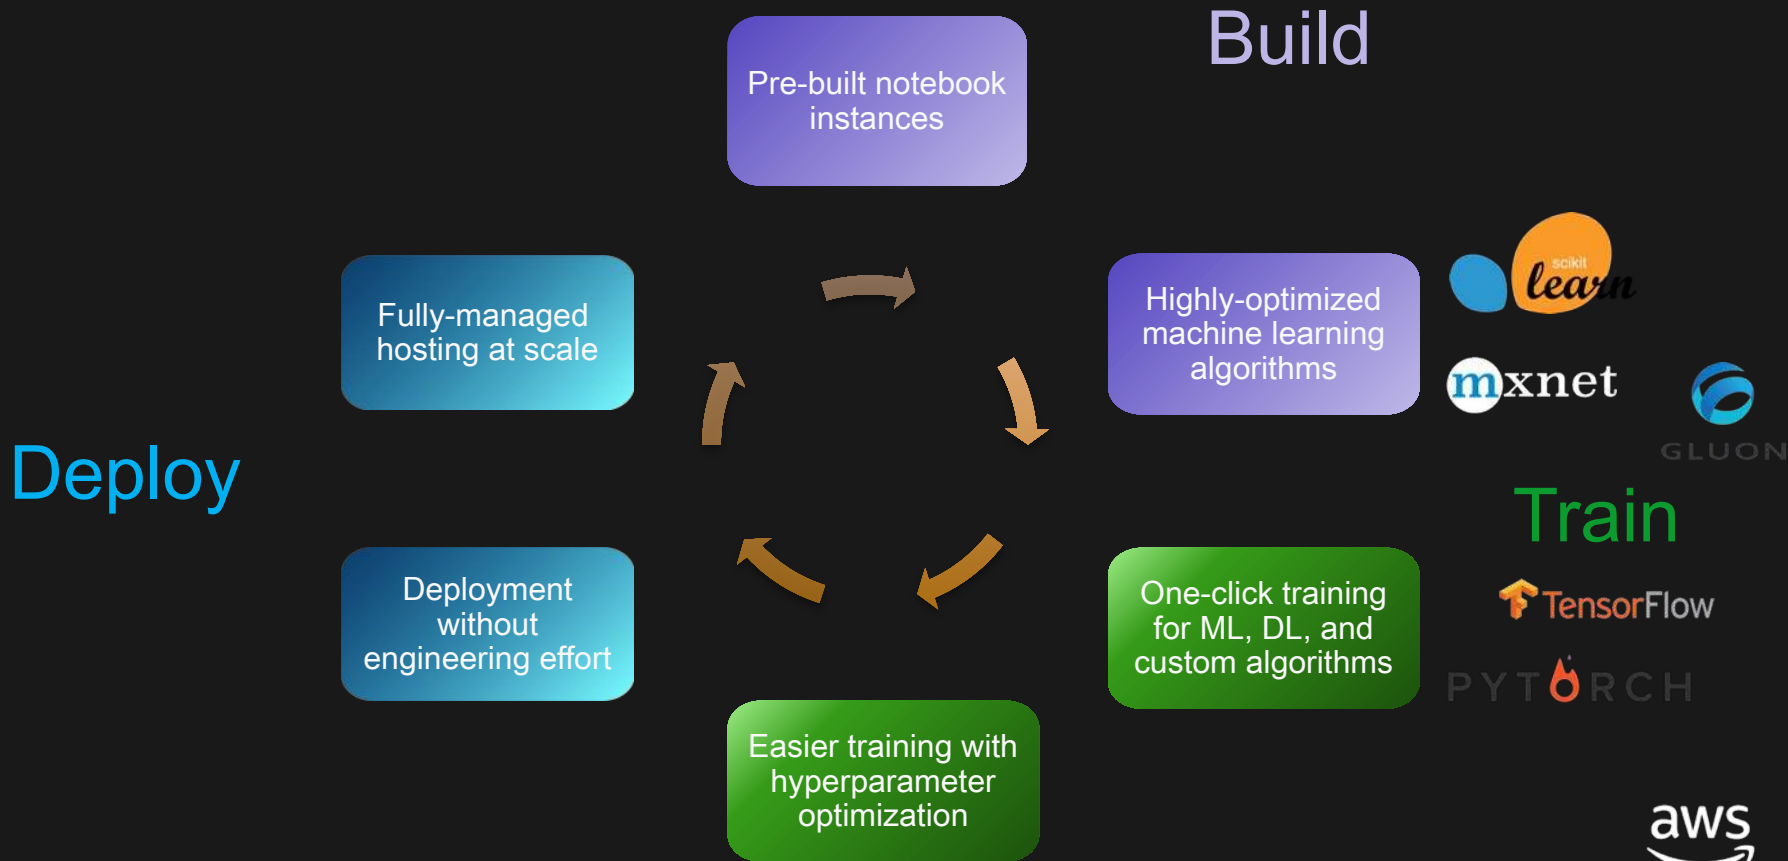 Build
Pre-built notebook
instances
Highly-optimized
machine learning
algorithms
scikit
learn
mxnet
GLUON
Train
One-click training
for ML, DL, and
custom algorithms
TensorFlow
PYTORCH
Easier training with
hyperparameter
optimization
Deployment
without
engineering effort
Deploy
Fully-managed
hosting at scale
aws